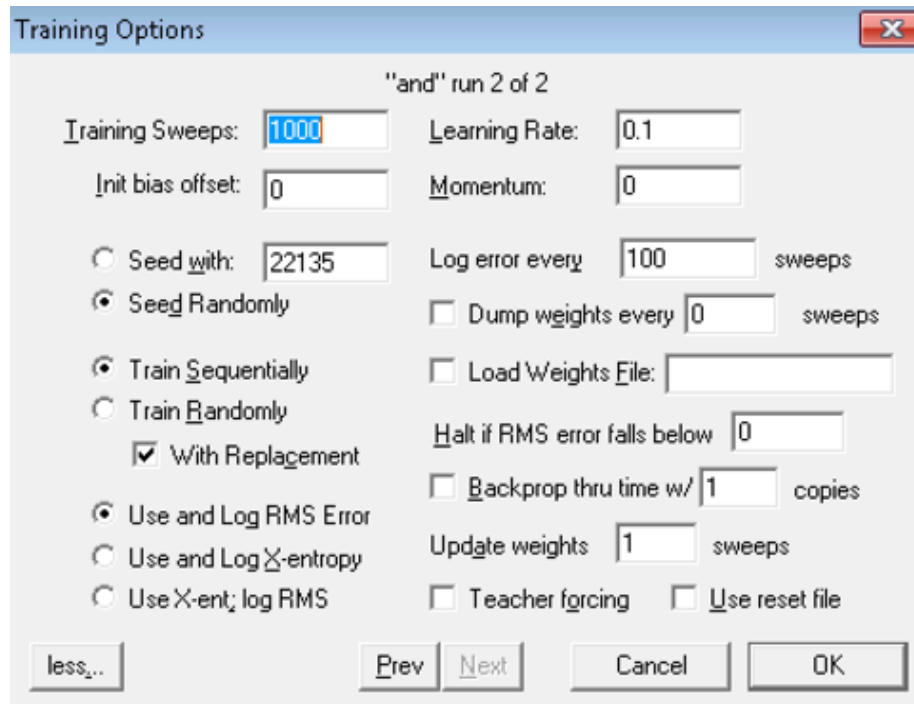 Training Options
"and" run 2 of 2
Training Sweeps: 1000 Learning Rate: 0.1
Init bias offset: 0 Momentum: 0
Seed with: 22135 Log error every 100 sweeps
Seed Randomly
Dump weights every 0 sweeps
Train Sequentially Load Weights File:
Train Randomly
Halt if RMS error falls below 0
With Replacement
Backprop thru time w/ 1 copies
Use and Log RMS Error
Update weights 1 sweeps
Use and Log X-entropy
Use X-ent; log RMS Teacher forcing Use reset file
less... Prev Next Cancel OK